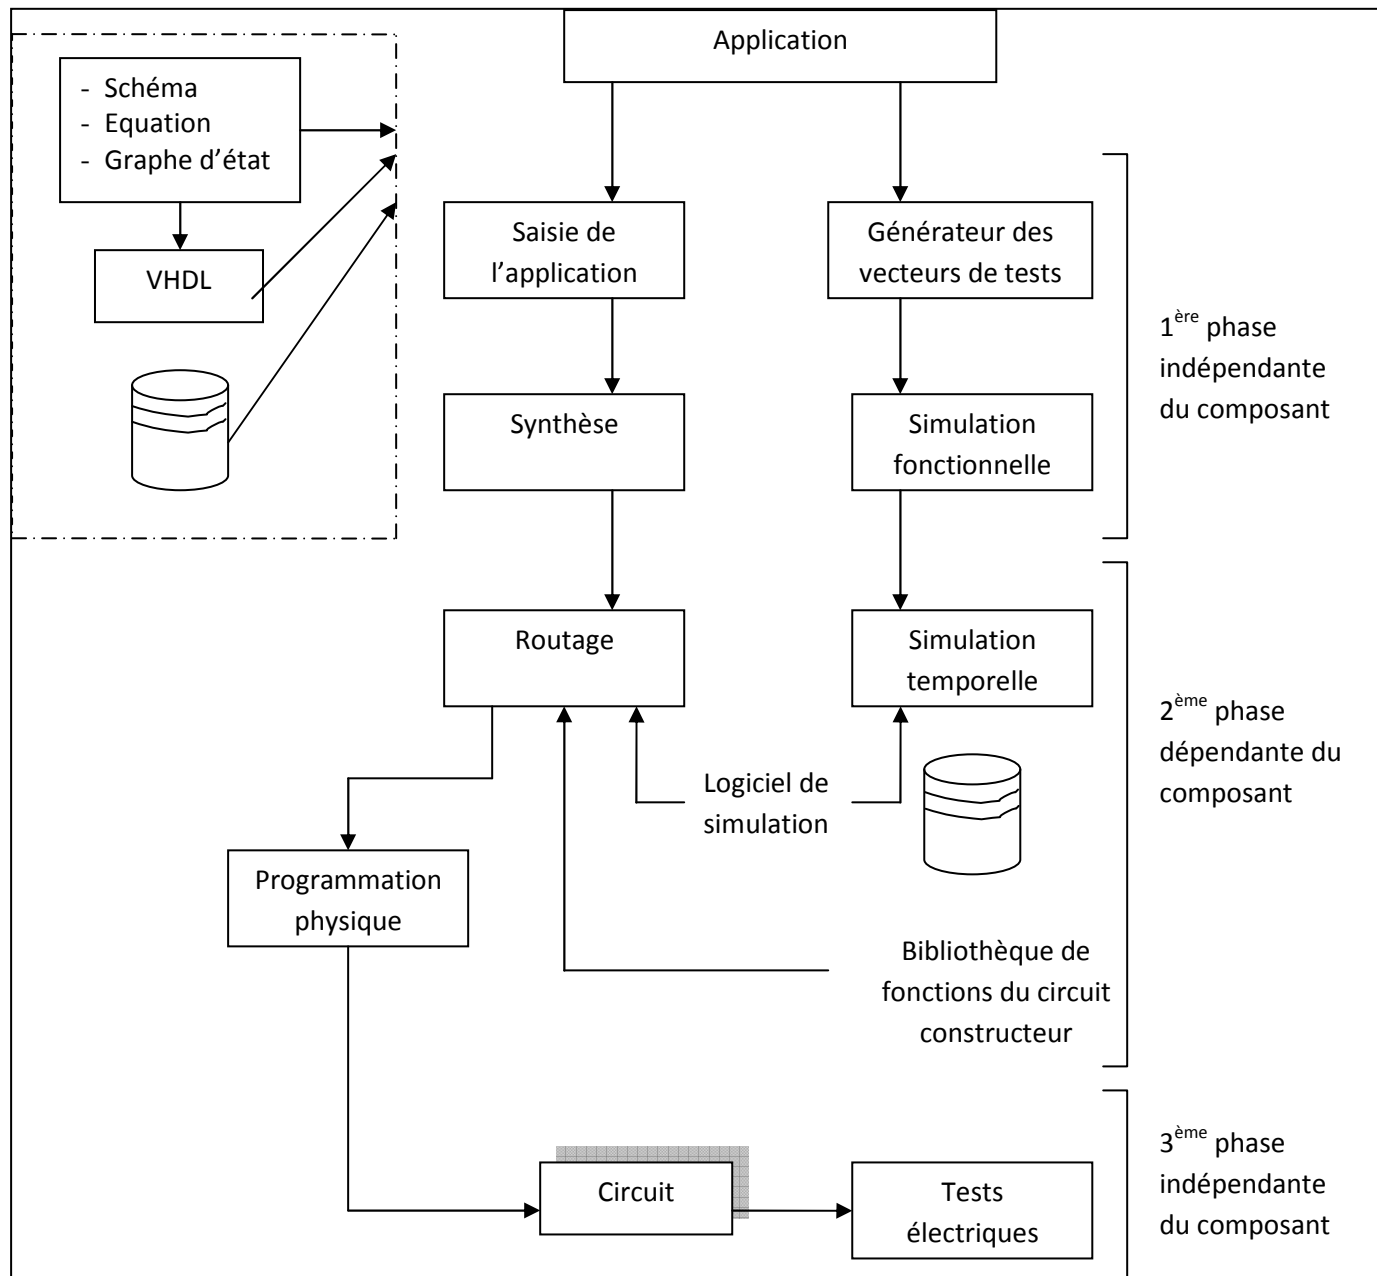 Application
- Schéma
- Equation
- Graphe d’état
VHDL
Saisie de
l’application
Générateur des
vecteurs de tests
1ère phase
indépendante
du composant
Synthèse
Simulation
fonctionnelle
Routage
Simulation
temporelle
2ème phase
dépendante du
composant
Logiciel de
simulation
Programmation
physique
Bibliothèque de
fonctions du circuit
constructeur
Circuit
Tests
électriques
3ème phase
indépendante
du composant